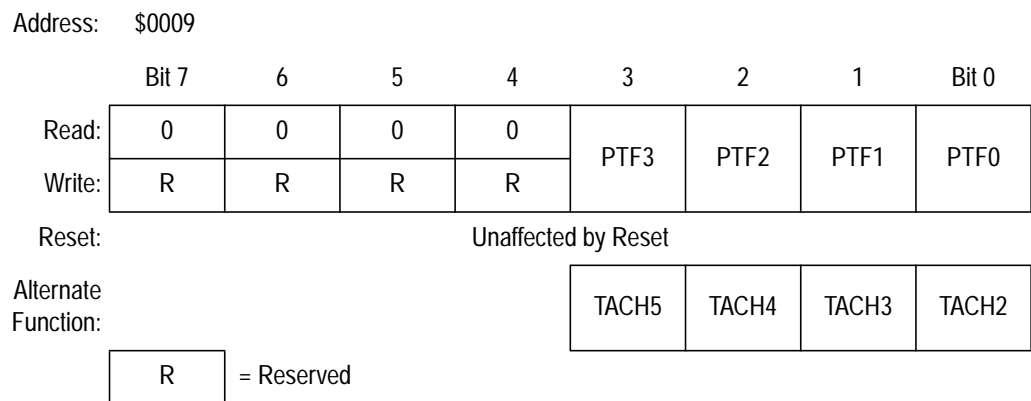 Address: $0009
Bit 7 6 5 4 3 2 1 Bit 0
Read: 0 0 0 0 PTF3 PTF2 PTF1 PTF0
Write: R R R R
Reset: Unaffected by Reset
Alternate Function: TACH5 TACH4 TACH3 TACH2
R = Reserved